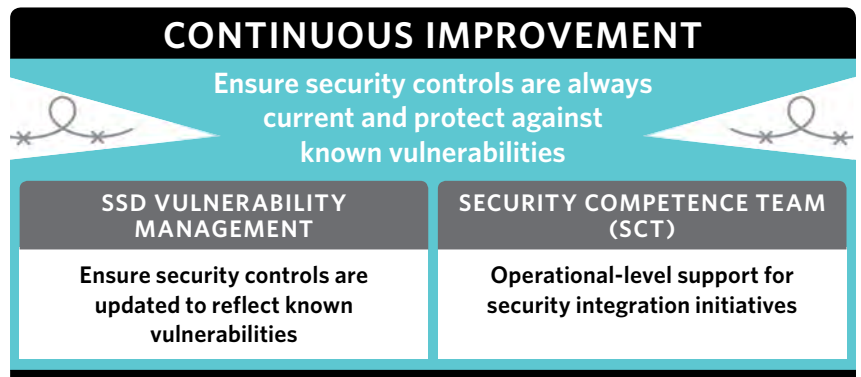 CONTINUOUS IMPROVEMENT
Ensure security controls are always
current and protect against
known vulnerabilities
SSD VULNERABILITY
MANAGEMENT
Ensure security controls are
updated to reflect known
vulnerabilities
SECURITY COMPETENCE TEAM
(SCT)
Operational-level support for
security integration initiatives